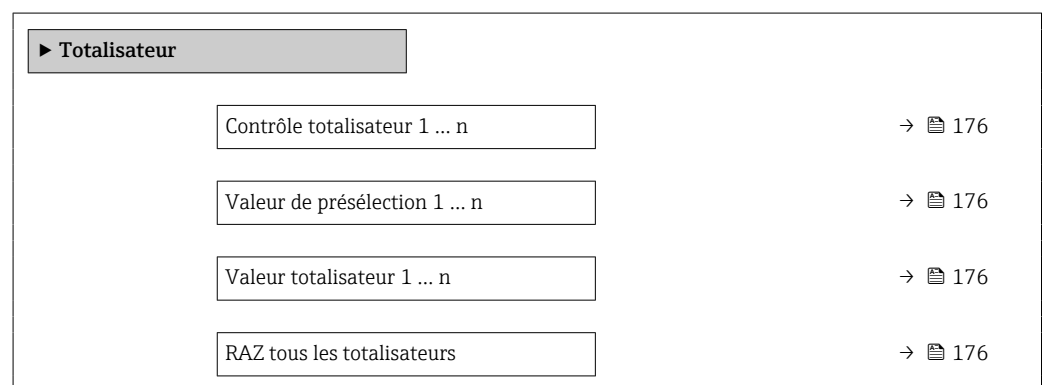 ▶ Totalisateur
Contrôle totalisateur 1 … n → 🖹 176
Valeur de présélection 1 … n → 🖹 176
Valeur totalisateur 1 … n → 🖹 176
RAZ tous les totalisateurs → 🖹 176